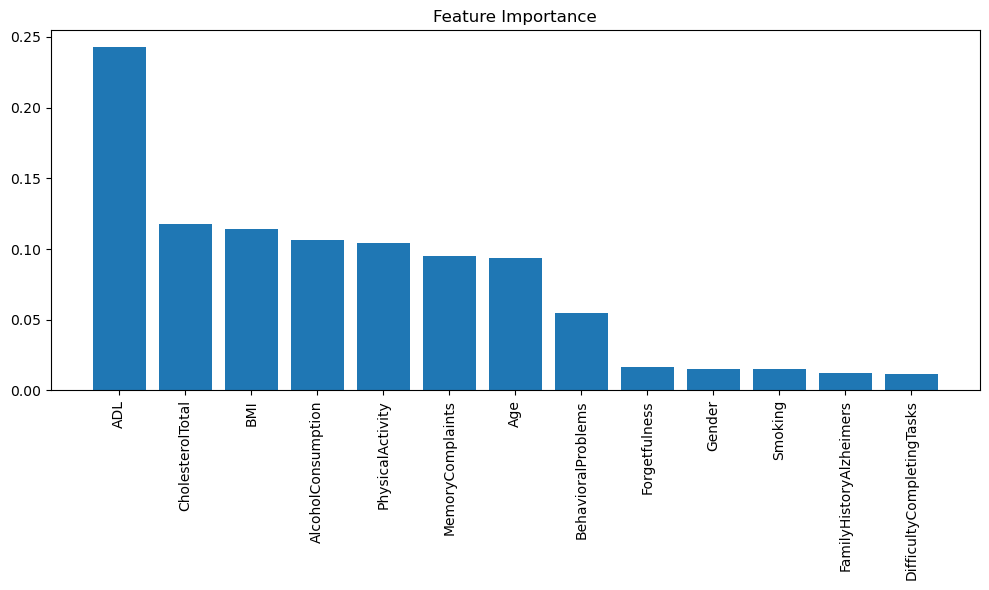 Feature Importance
0.25
0.20
0.15
0.10
0.05
0.00
ADL
CholesterolTotal
BMI
AlcoholConsumption
PhysicalActivity
MemoryComplaints
Age
BehavioralProblems
Forgetfulness
Gender
Smoking
FamilyHistoryAlzheimers
DifficultyCompletingTasks